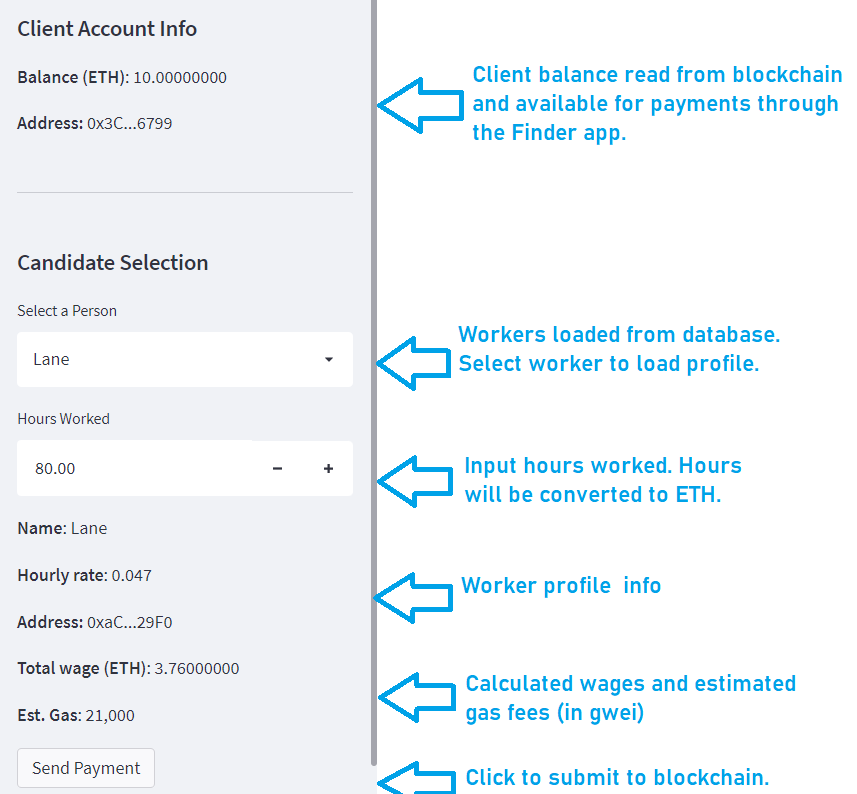 Client Account Info
Balance (ETH): 10.00000000
Client balance read from blockchain
and available for payments through
the Finder app.
Address: 0x3C...6799
Candidate Selection
Select a Person
Lane
Workers loaded from database.
Select worker to load profile.
Hours Worked
80.00
Input hours worked. Hours
will be converted to ETH.
Name: Lane
Hourly rate: 0.047
Worker profile info
Address: 0xaC...29F0
Total wage (ETH): 3.76000000
Calculated wages and estimated
gas fees (in gwei)
Est. Gas: 21,000
Send Payment
Click to submit to blockchain.